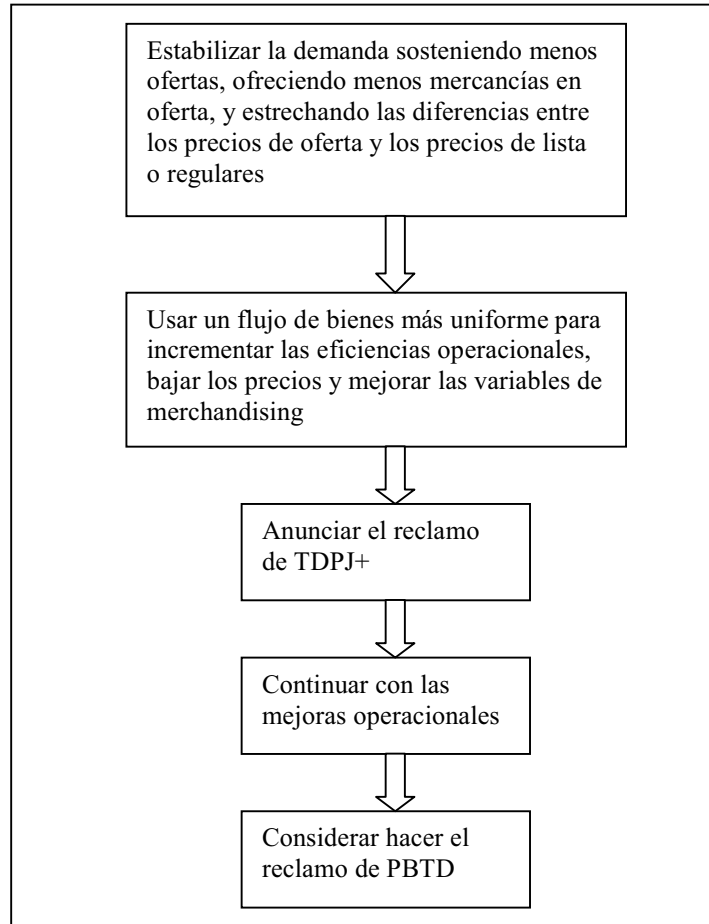 Estabilizar la demanda sosteniendo menos
ofertas, ofreciendo menos mercancías en
oferta, y estrechando las diferencias entre
los precios de oferta y los precios de lista
o regulares
Usar un flujo de bienes más uniforme para
incrementar las eficiencias operacionales,
bajar los precios y mejorar las variables de
merchandising
Anunciar el reclamo
de TDPJ+
Continuar con las
mejoras operacionales
Considerar hacer el
reclamo de PBTD